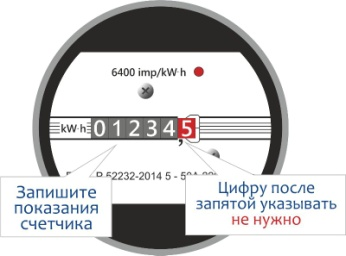 6400 imp/kW·h
kW·h 0 1 2 3 4 , 5
52232-2014 5 - 50А
Запишите
показания
счетчика
Цифру после
запятой указывать
не нужно